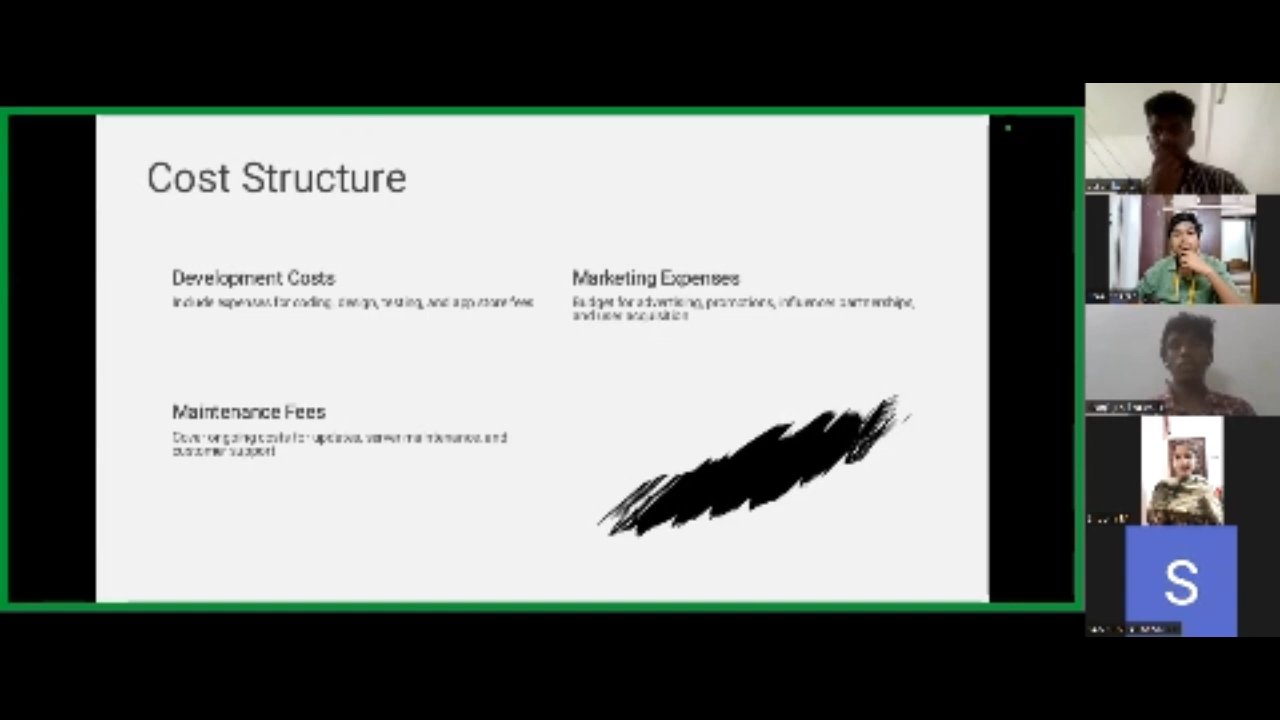 Cost Structure
Development Costs
Include expenses for coding, design, testing, and app store fees
Marketing Expenses
Budget for advertising, promotions, influencer partnerships,
and user acquisition
Maintenance Fees
Cover ongoing costs for updates, server maintenance, and
customer support
S